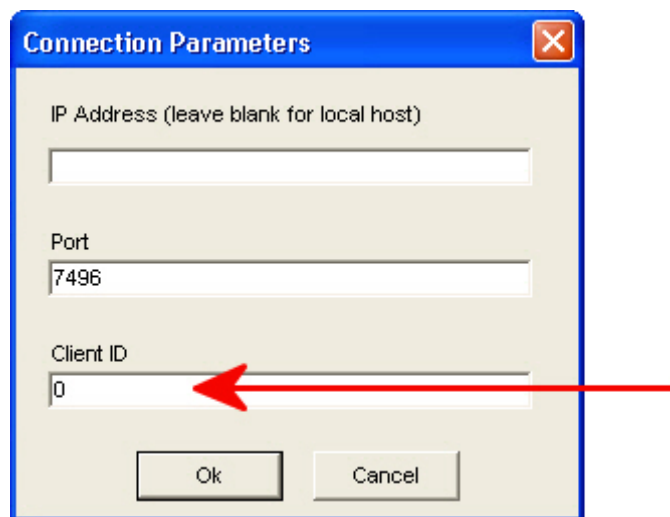 Connection Parameters
IP Address (leave blank for local host)
Port
7496
Client ID
0
Ok Cancel